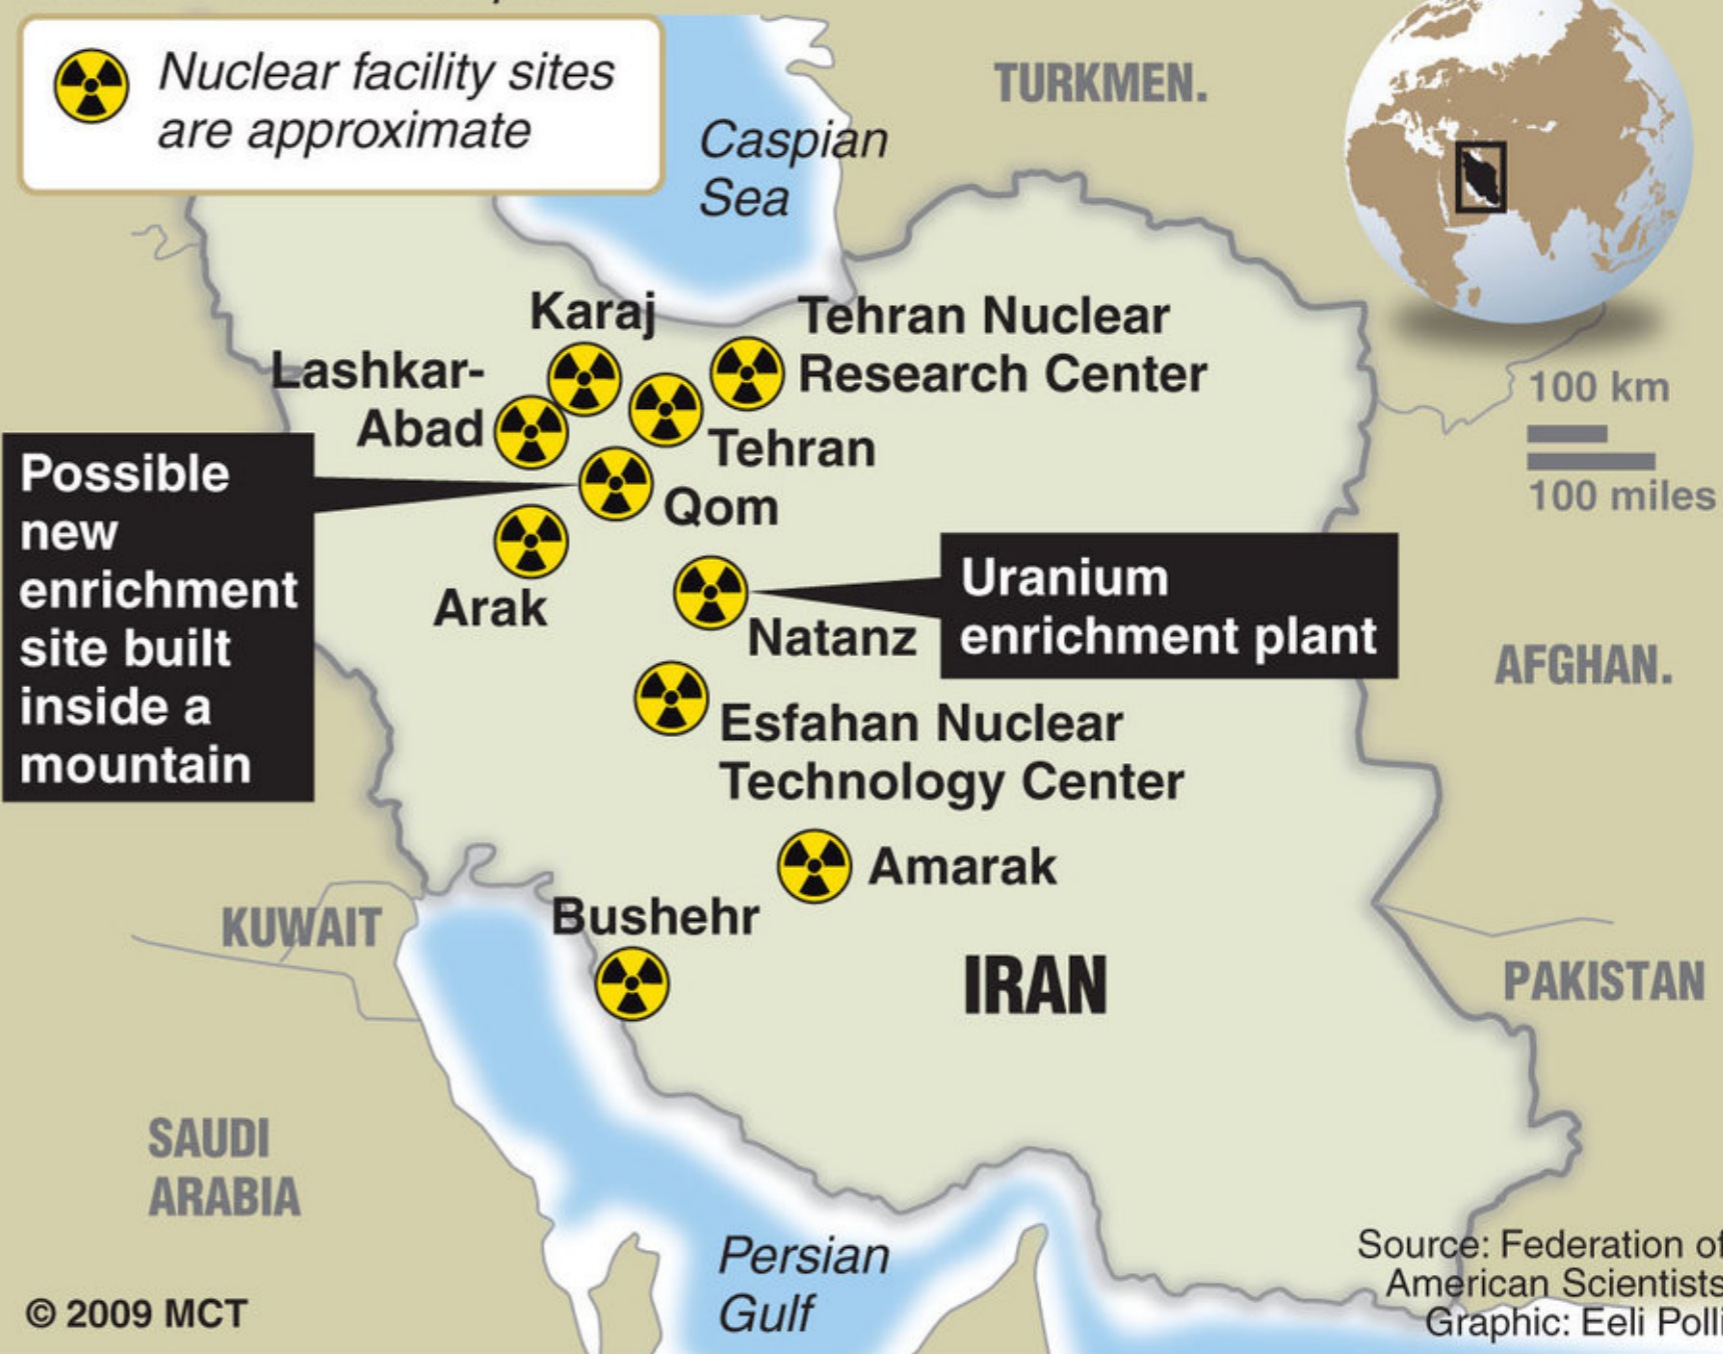 Nuclear facility sites
are approximate
TURKMEN.
Caspian
Sea
Karaj
Tehran Nuclear
Research Center
Lashkar-
Abad
Tehran
100 km
100 miles
Possible
new
enrichment
site built
inside a
mountain
Qom
Arak
Natanz
Uranium
enrichment plant
AFGHAN.
Esfahan Nuclear
Technology Center
Amarak
Bushehr
KUWAIT
IRAN
PAKISTAN
SAUDI
ARABIA
Persian
Gulf
Source: Federation of
American Scientists
Graphic: Eeli Polli
© 2009 MCT